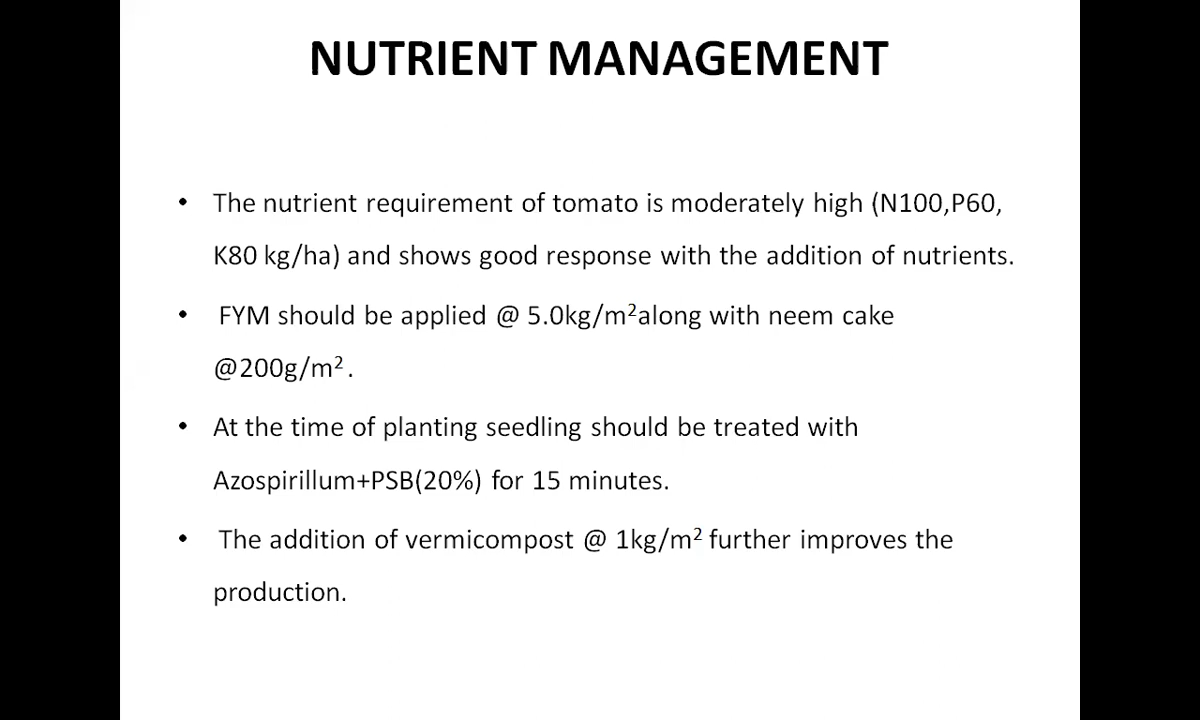 NUTRIENT MANAGEMENT
• The nutrient requirement of tomato is moderately high (N100,P60,
K80 kg/ha) and shows good response with the addition of nutrients.
• FYM should be applied @ 5.0kg/m²along with neem cake
@200g/m².
• At the time of planting seedling should be treated with
Azospirillum+PSB(20%) for 15 minutes.
• The addition of vermicompost @ 1kg/m² further improves the
production.